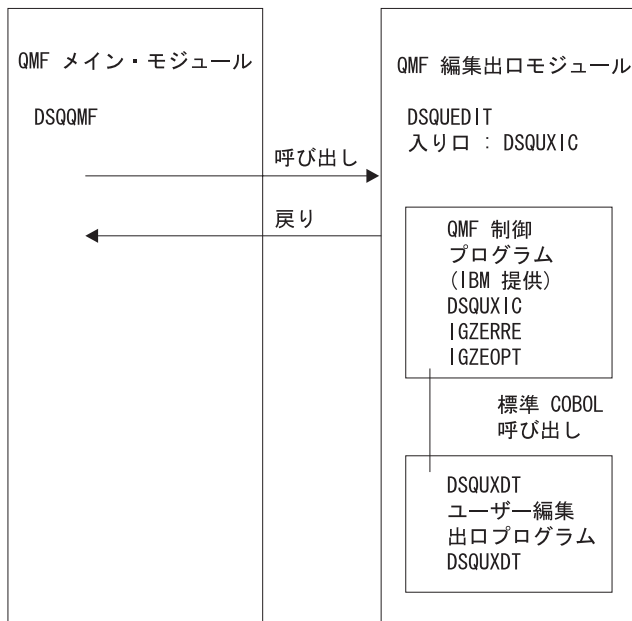 QMF メイン・モジュール
DSQQMF
呼び出し
戻り
QMF 編集出口モジュール
DSQUEDIT
入り口 : DSQUXIC
QMF 制御
プログラム
(IBM 提供)
DSQUXIC
IGZERRE
IGZEOPT
標準 COBOL
呼び出し
DSQUXDT
ユーザー編集
出口プログラム
DSQUXDT